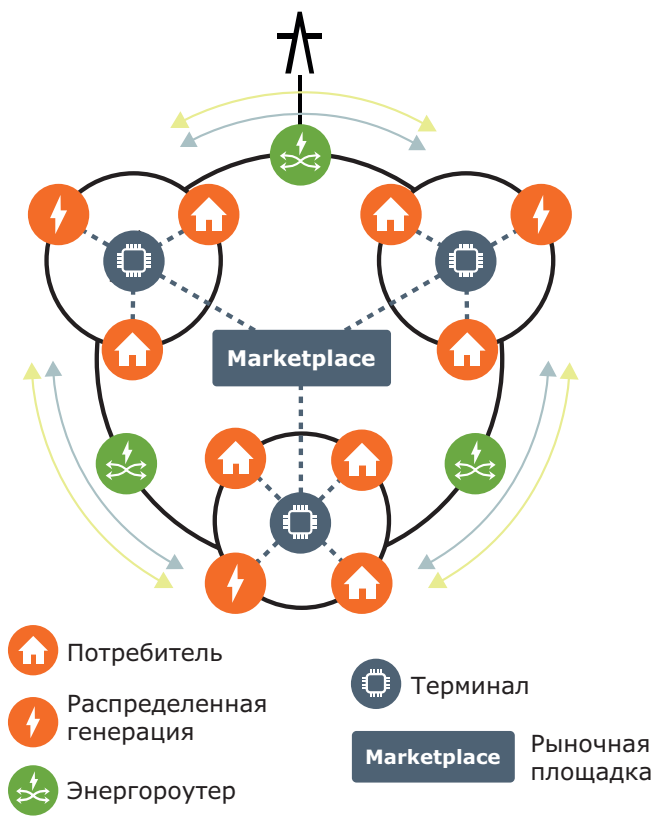 Marketplace
Потребитель
Распределенная
генерация
Энергороутер
Терминал
Marketplace
Рыночная
площадка